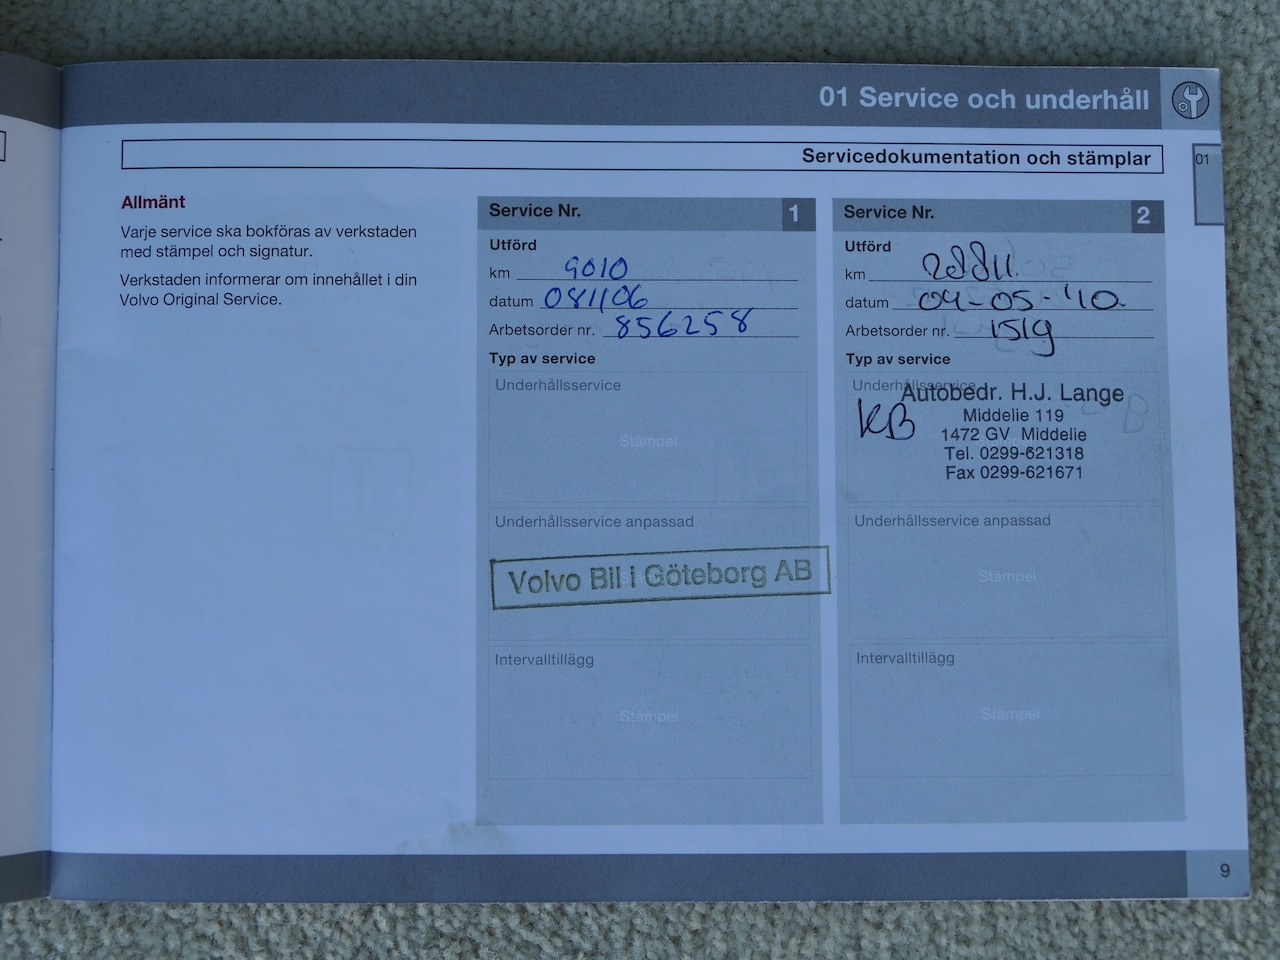 01 Service och underhåll
Servicedokumentation och stämplar
01
Allmänt
Varje service ska bokföras av verkstaden
med stämpel och signatur.
Verkstaden informerar om innehållet i din
Volvo Original Service.
Service Nr. 1
Utförd
km 9010
datum 081106
Arbetsorder nr. 856258
Typ av service
Underhållsservice
Stämpel
Underhållsservice anpassad
Volvo Bil i Göteborg AB
Intervalltillägg
Stämpel
Service Nr. 2
Utförd
km
datum 04-05-'10
Arbetsorder nr. 1519
Typ av service
Underhållsservice
Autobedr. H.J. Lange
KB
Middelie 119
1472 GV Middelie
Tel. 0299-621318
Fax 0299-621671
Underhållsservice anpassad
Stämpel
Intervalltillägg
Stämpel
9